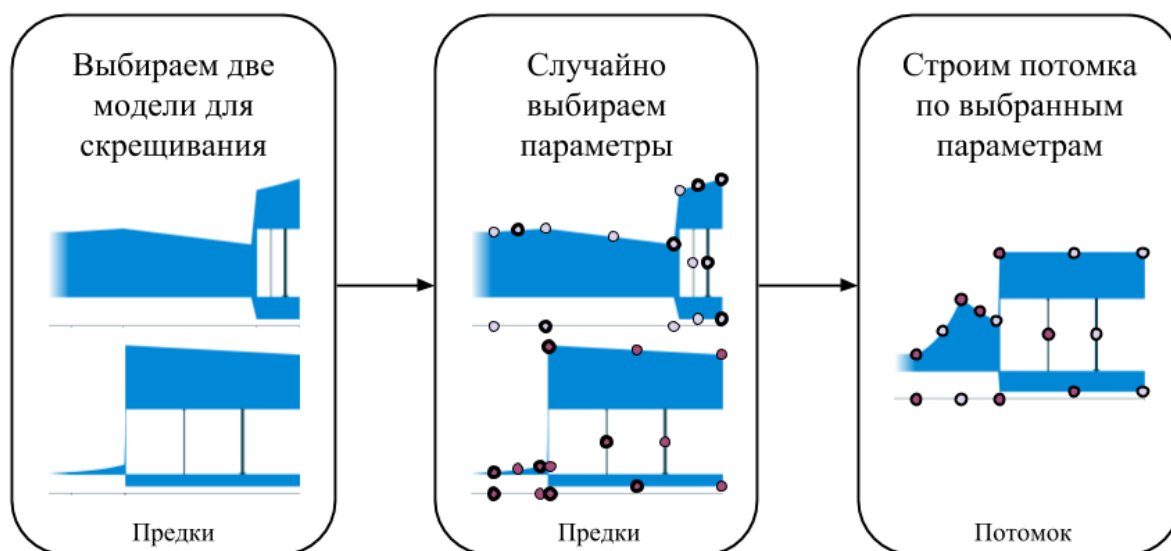 Выбираем две
модели для
скрещивания
Предки
Случайно
выбираем
параметры
Предки
Строим потомка
по выбранным
параметрам
Потомок